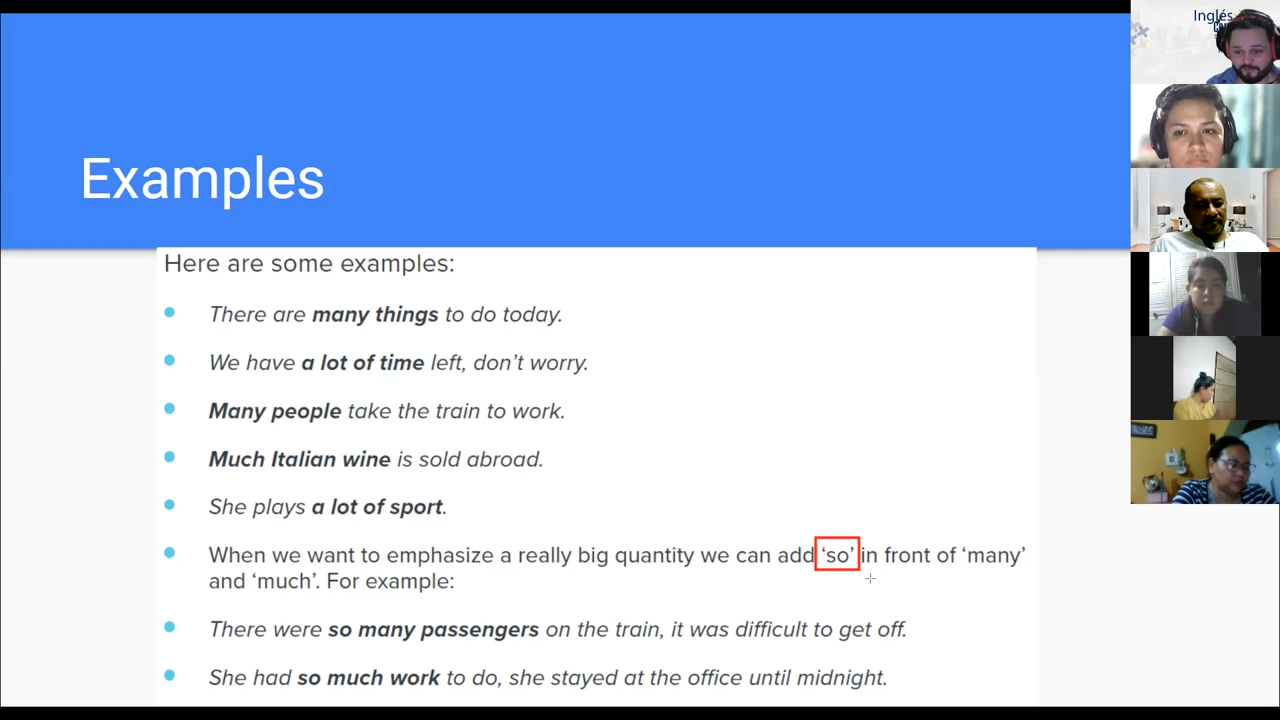 Inglés
Examples
Here are some examples:
There are many things to do today.
We have a lot of time left, don’t worry.
Many people take the train to work.
Much Italian wine is sold abroad.
She plays a lot of sport.
When we want to emphasize a really big quantity we can add ‘so’ in front of ‘many’
and ‘much’. For example:
There were so many passengers on the train, it was difficult to get off.
She had so much work to do, she stayed at the office until midnight.